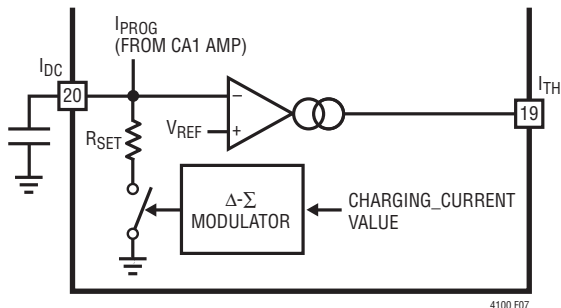 I_PROG
(FROM CA1 AMP)
I_DC
20
I_TH
19
−
V_REF
+
R_SET
Δ-Σ
MODULATOR
CHARGING_CURRENT
VALUE
4100 F07